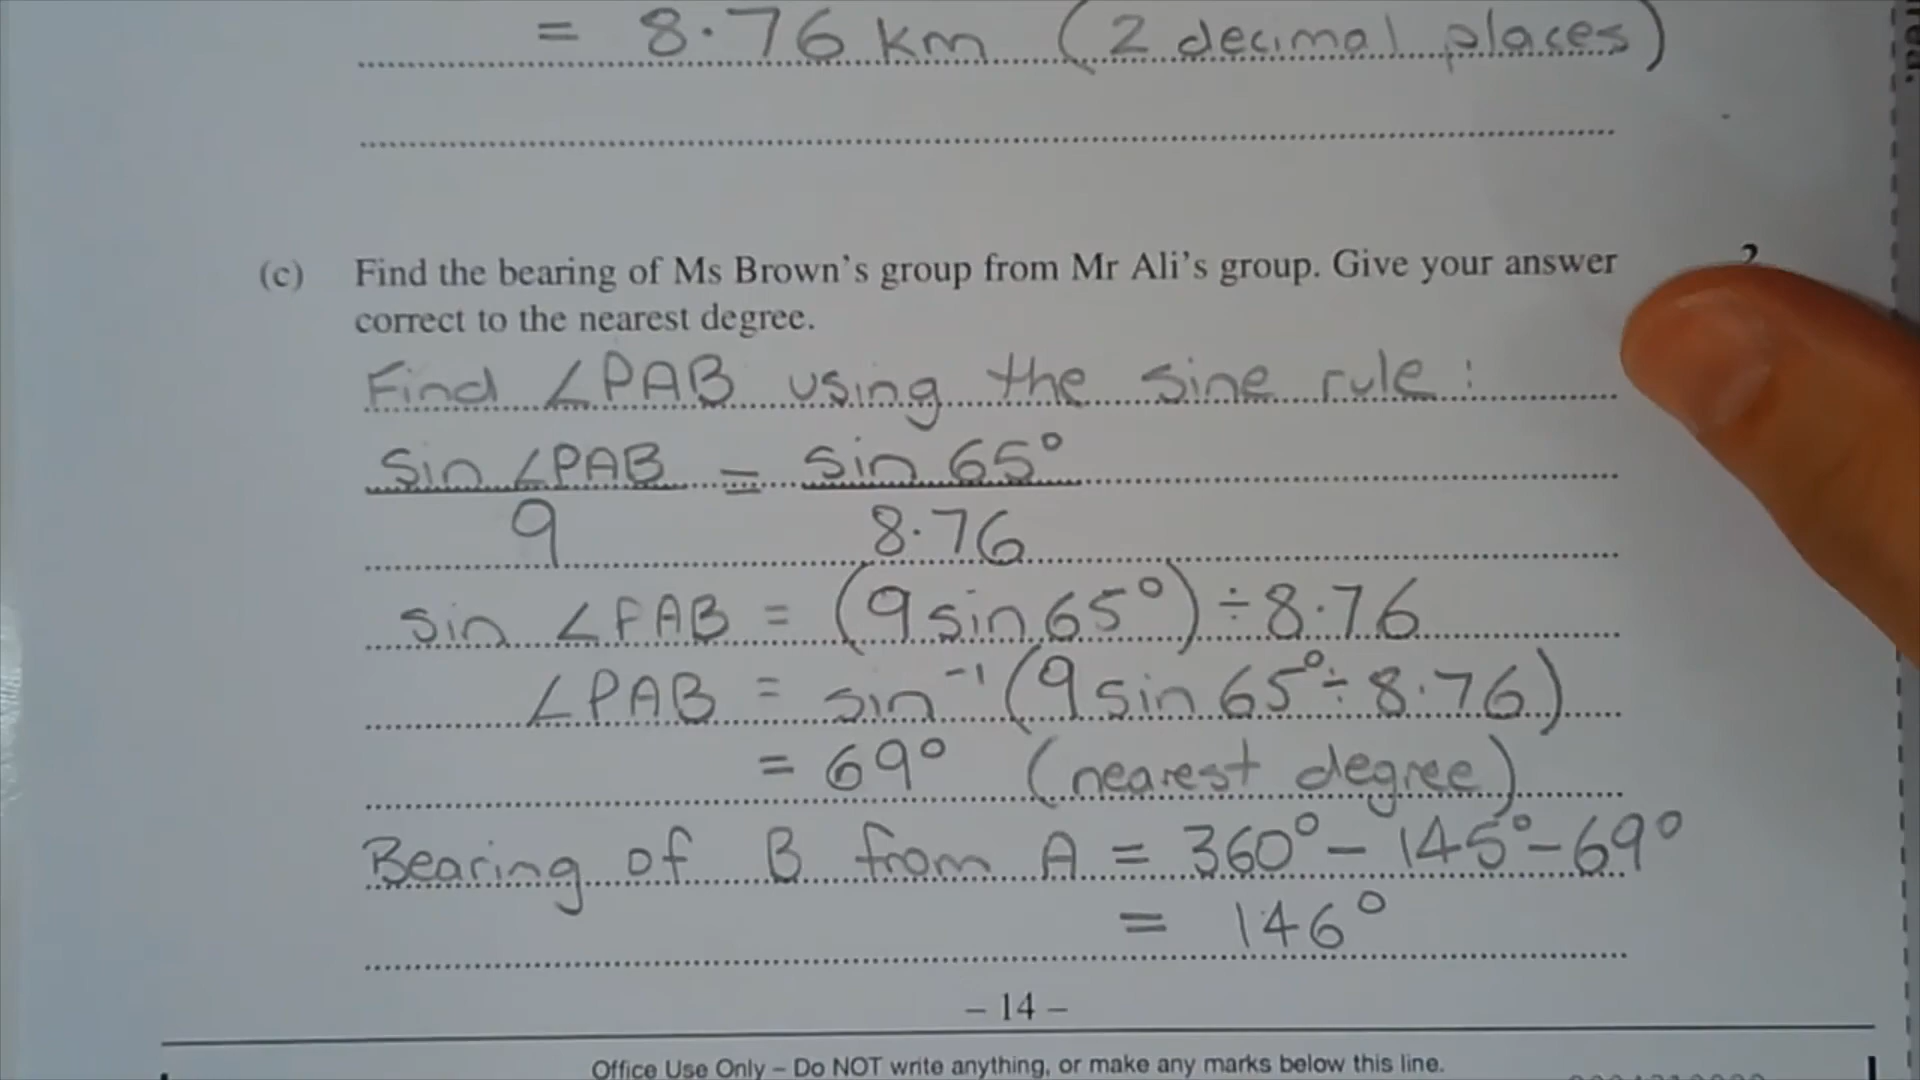 = 8.76 km (2 decimal places)
(c) Find the bearing of Ms Brown's group from Mr Ali's group. Give your answer
correct to the nearest degree.
Find ∠PAB using the sine rule:
sin ∠PAB = sin 65°
9 8.76
sin ∠PAB = (9 sin 65°) ÷ 8.76
∠PAB = sin⁻¹ (9 sin 65° ÷ 8.76)
= 69° (nearest degree)
Bearing of B from A = 360° − 145° − 69°
= 146°
– 14 –
Office Use Only – Do NOT write anything, or make any marks below this line.